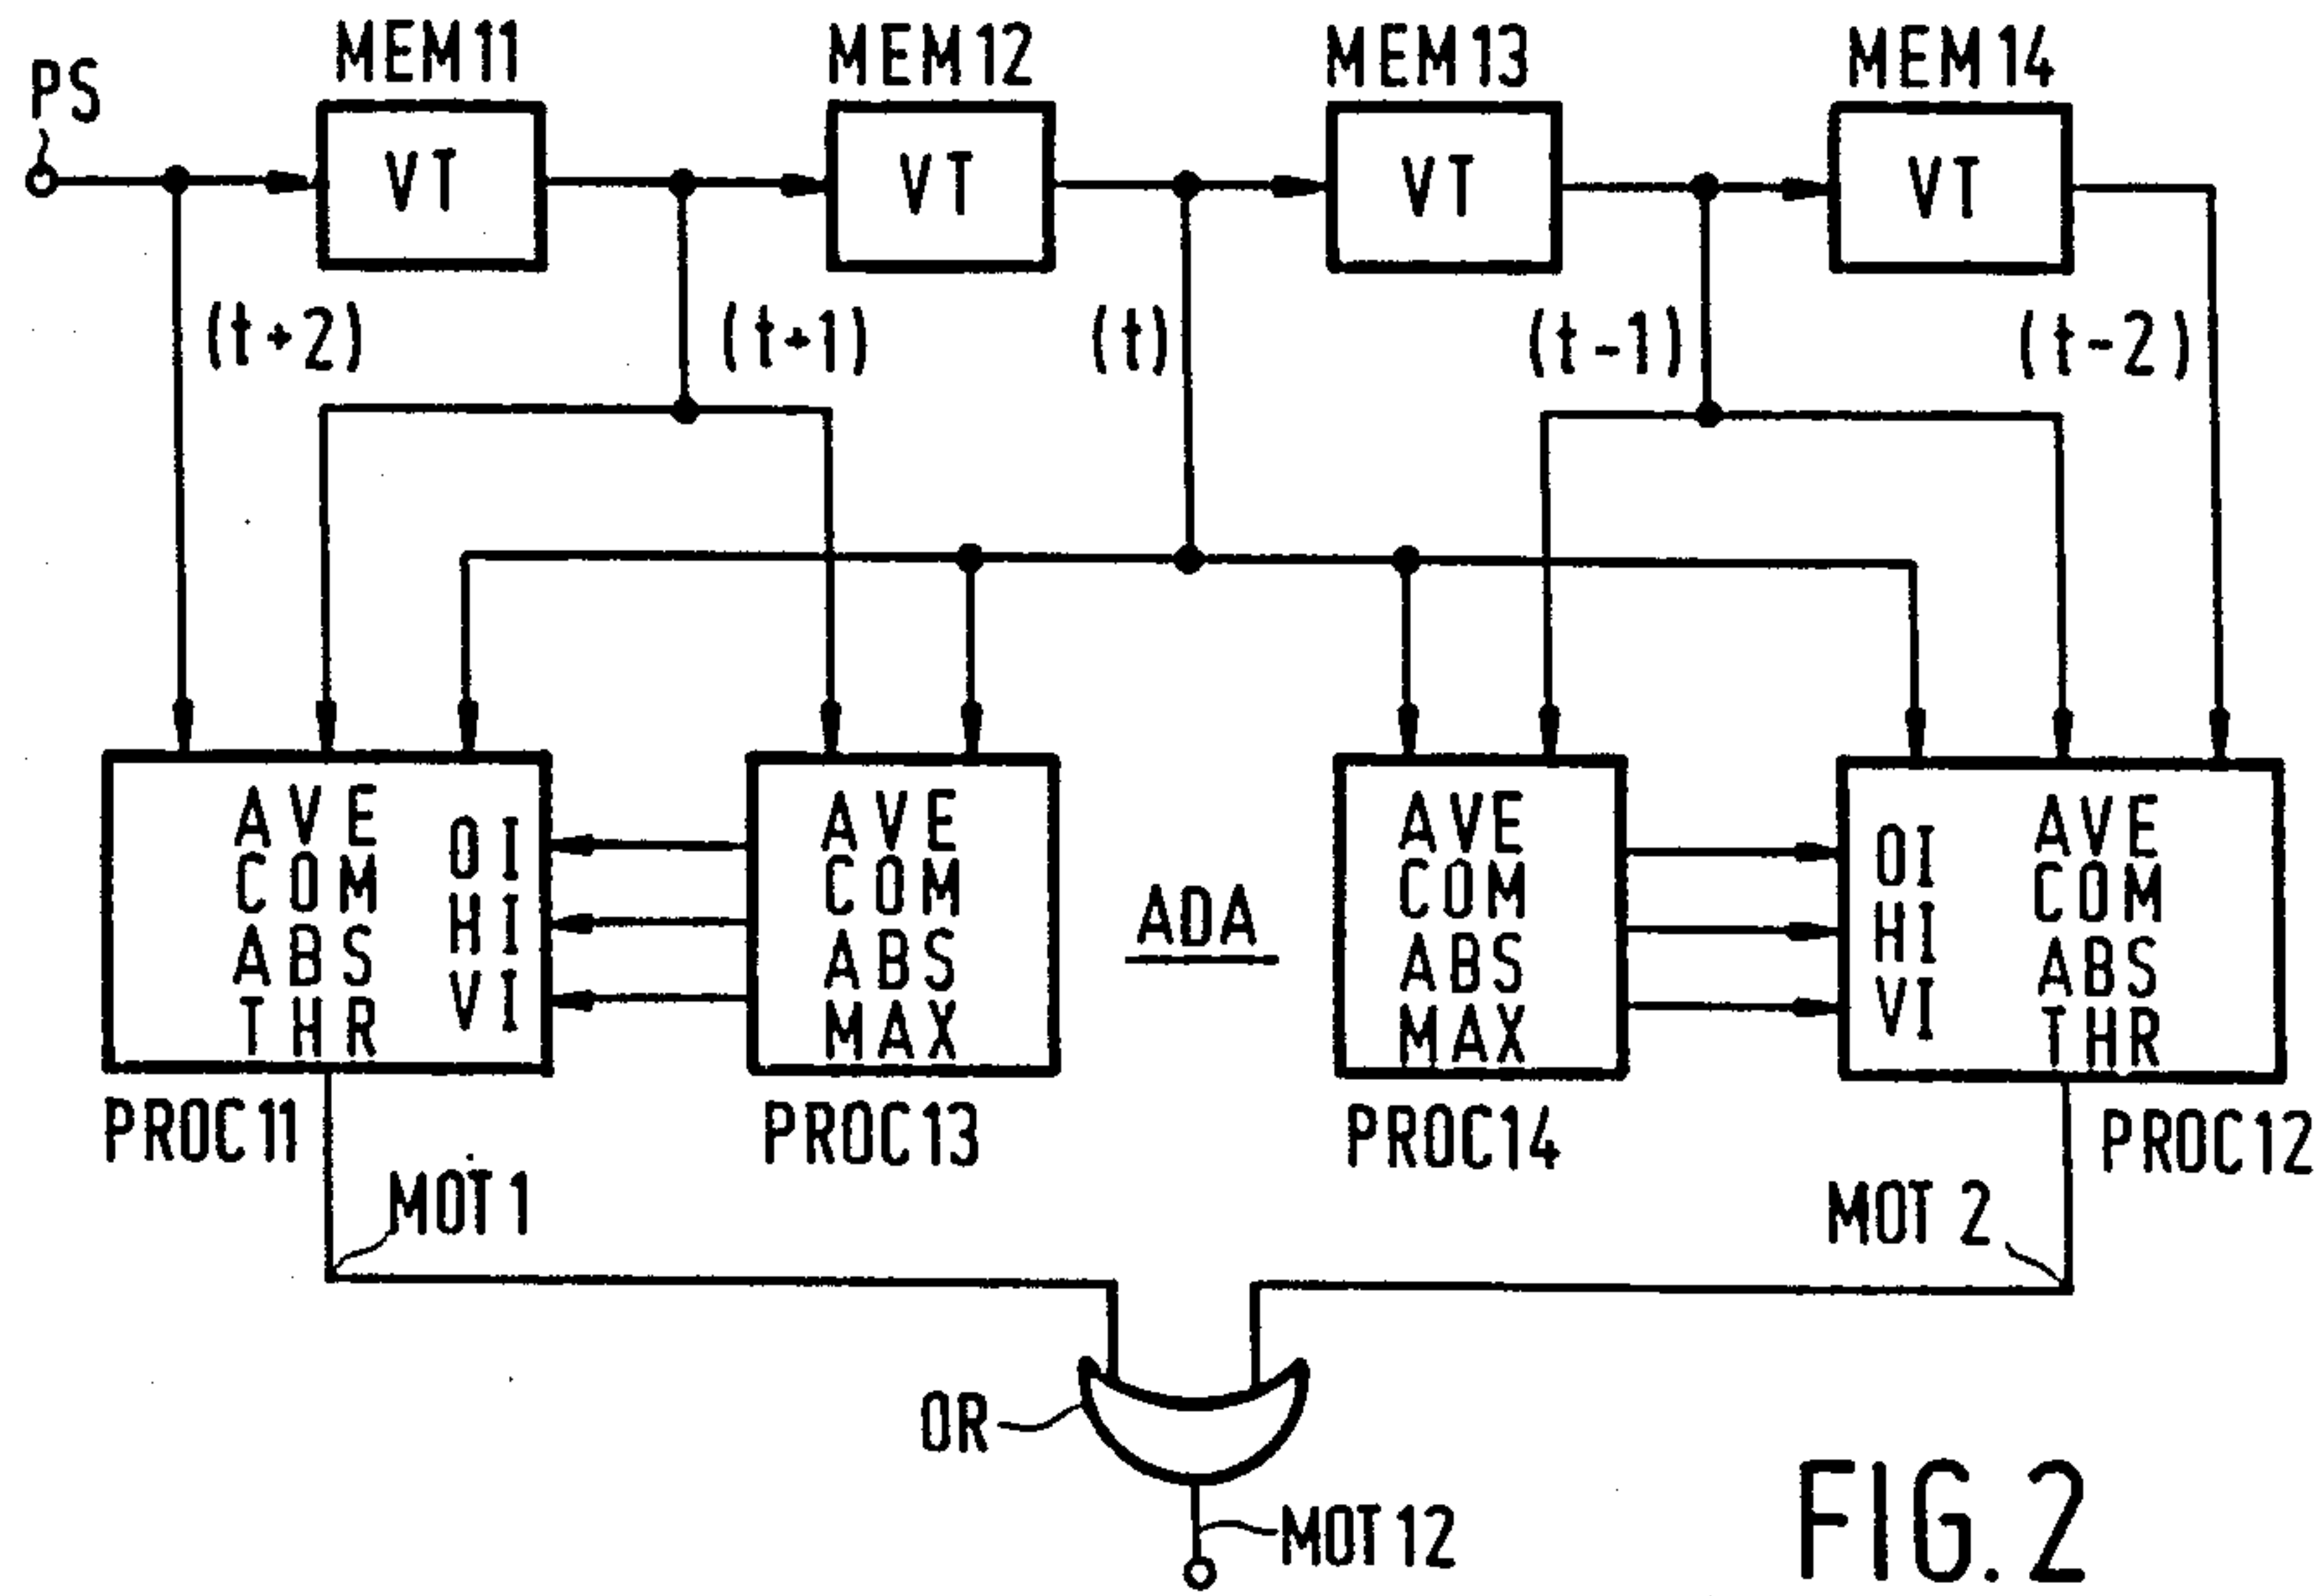 PS
MEM11
MEM12
MEM13
MEM14
VT
VT
VT
VT
(t+2)
(t+1)
(t)
(t-1)
(t-2)
AVE
COM
ABS
THR
OI
HI
VI
AVE
COM
ABS
MAX
ADA
AVE
COM
ABS
MAX
OI
HI
VI
AVE
COM
ABS
THR
PROC11
PROC13
PROC14
PROC12
MOT1
MOT 2
OR
MOT12
FIG. 2